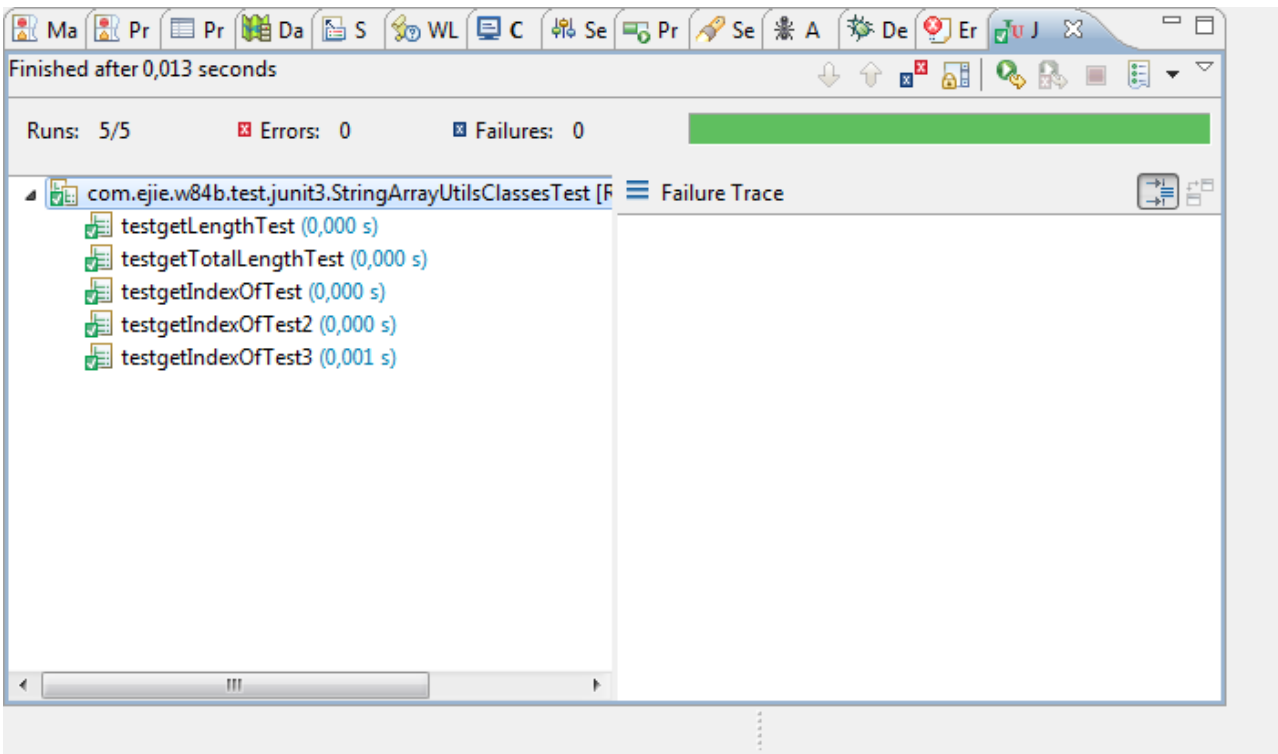 Ma Pr Pr Da S WL C Se Pr Se A De Er Ju J
Finished after 0,013 seconds
Runs: 5/5 Errors: 0 Failures: 0
com.ejie.w84b.test.junit3.StringArrayUtilsClassesTest [R
Failure Trace
testgetLengthTest (0,000 s)
testgetTotalLengthTest (0,000 s)
testgetIndexOfTest (0,000 s)
testgetIndexOfTest2 (0,000 s)
testgetIndexOfTest3 (0,001 s)